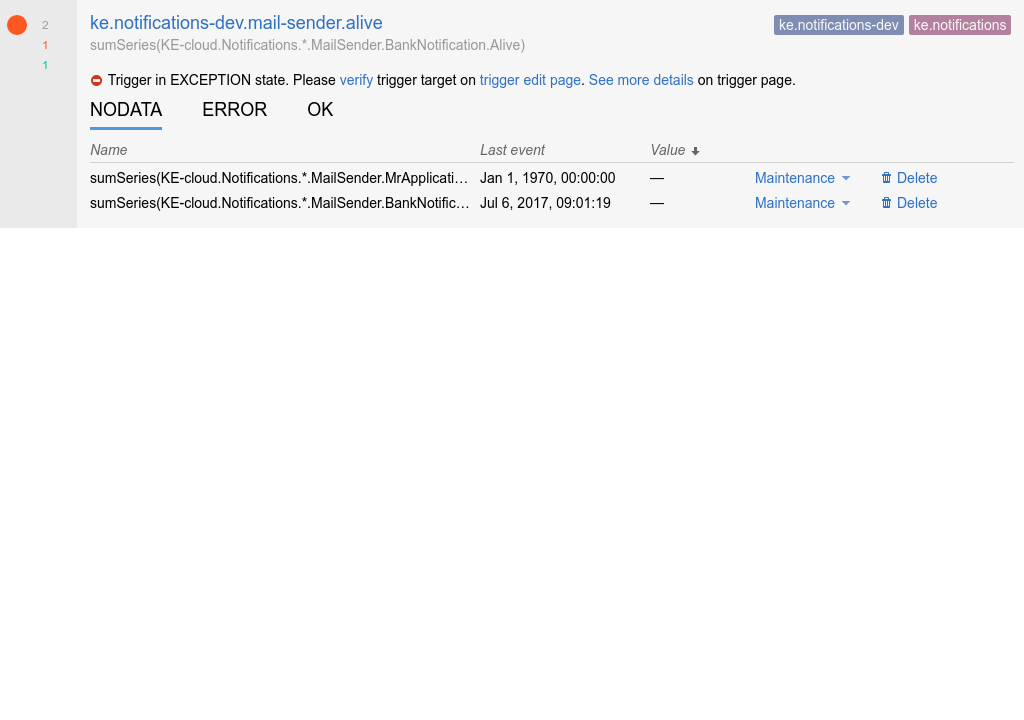 2
1
1
ke.notifications-dev.mail-sender.alive
ke.notifications-dev ke.notifications
sumSeries(KE-cloud.Notifications.*.MailSender.BankNotification.Alive)
Trigger in EXCEPTION state. Please verify trigger target on trigger edit page. See more details on trigger page.
NODATA ERROR OK
Name Last event Value
sumSeries(KE-cloud.Notifications.*.MailSender.MrApplicati… Jan 1, 1970, 00:00:00 — Maintenance Delete
sumSeries(KE-cloud.Notifications.*.MailSender.BankNotific… Jul 6, 2017, 09:01:19 — Maintenance Delete